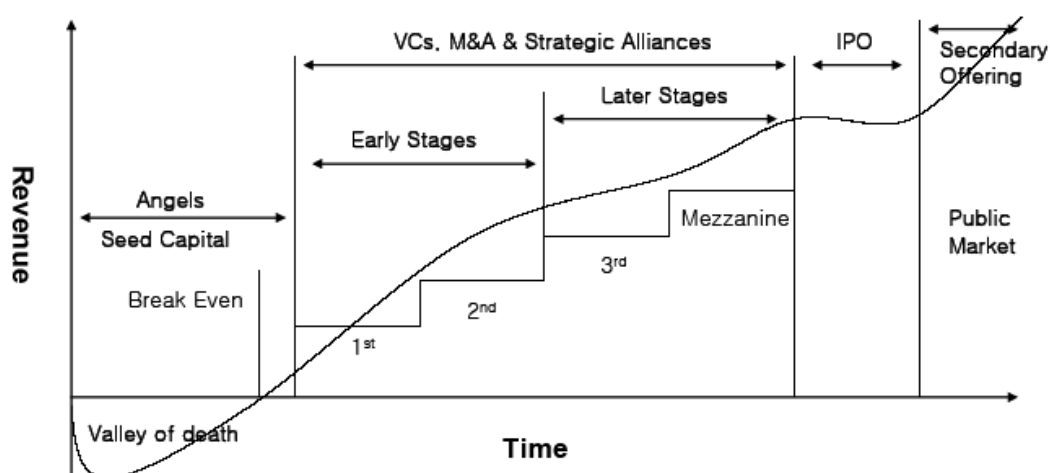 VCs, M&A & Strategic Alliances
IPO
Secondary
Offering
Later Stages
Early Stages
Angels
Seed Capital
Break Even
Mezzanine
Public
Market
3rd
2nd
1st
Revenue
Valley of death
Time